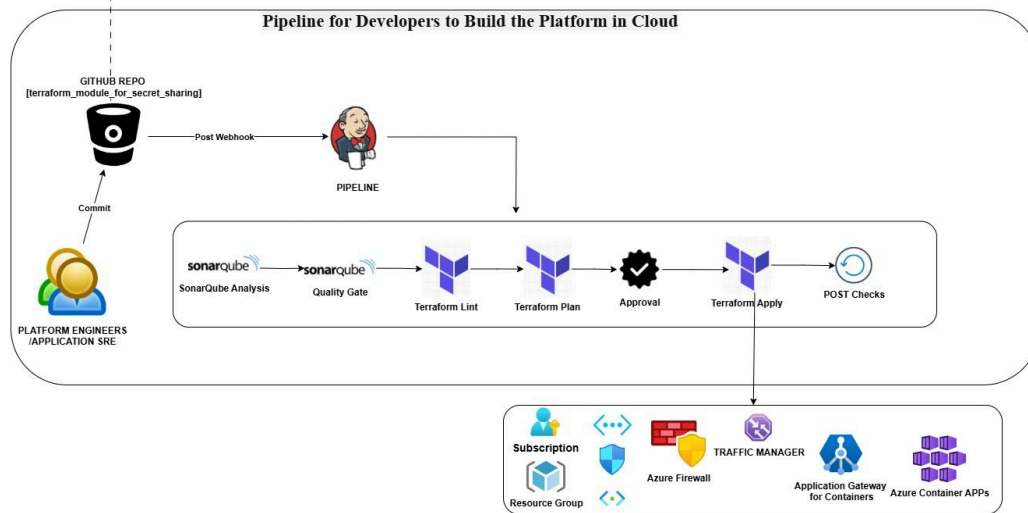 Pipeline for Developers to Build the Platform in Cloud
GITHUB REPO
[terraform_module_for_secret_sharing]
Post Webhook
PIPELINE
Commit
PLATFORM ENGINEERS
/APPLICATION SRE
sonarqube
SonarQube Analysis
sonarqube
Quality Gate
Terraform Lint
Terraform Plan
Approval
Terraform Apply
POST Checks
Subscription
Resource Group
Azure Firewall
TRAFFIC MANAGER
Application Gateway
for Containers
Azure Container APPs